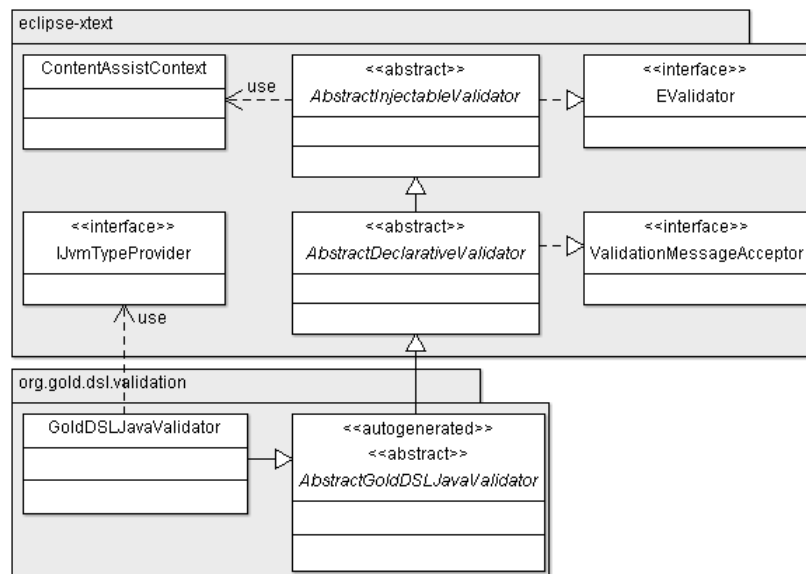 eclipse-xtext
ContentAssistContext
use
<<abstract>>
AbstractInjectableValidator
<<interface>>
EValidator
<<interface>>
IJvmTypeProvider
<<abstract>>
AbstractDeclarativeValidator
<<interface>>
ValidationMessageAcceptor
use
org.gold.dsl.validation
GoldDSLJavaValidator
<<autogenerated>>
<<abstract>>
AbstractGoldDSLJavaValidator